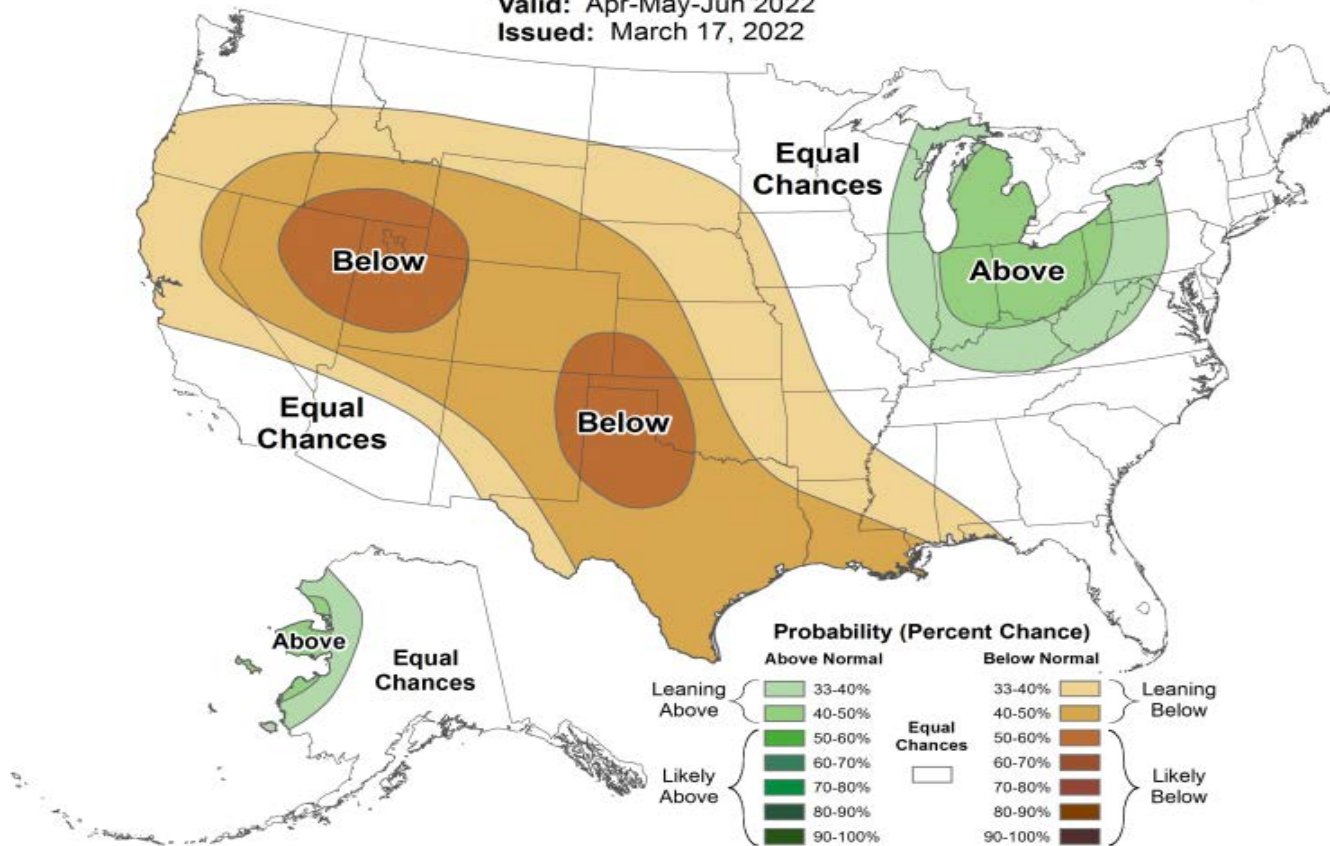 Valid: Apr-May-Jun 2022
Issued: March 17, 2022
Equal
Chances
Above
Below
Equal
Chances
Below
Above
Equal
Chances
Probability (Percent Chance)
Above Normal
Below Normal
Leaning
Above
33-40%
40-50%
50-60%
60-70%
70-80%
80-90%
90-100%
Likely
Above
Equal
Chances
33-40%
40-50%
50-60%
60-70%
70-80%
80-90%
90-100%
Leaning
Below
Likely
Below